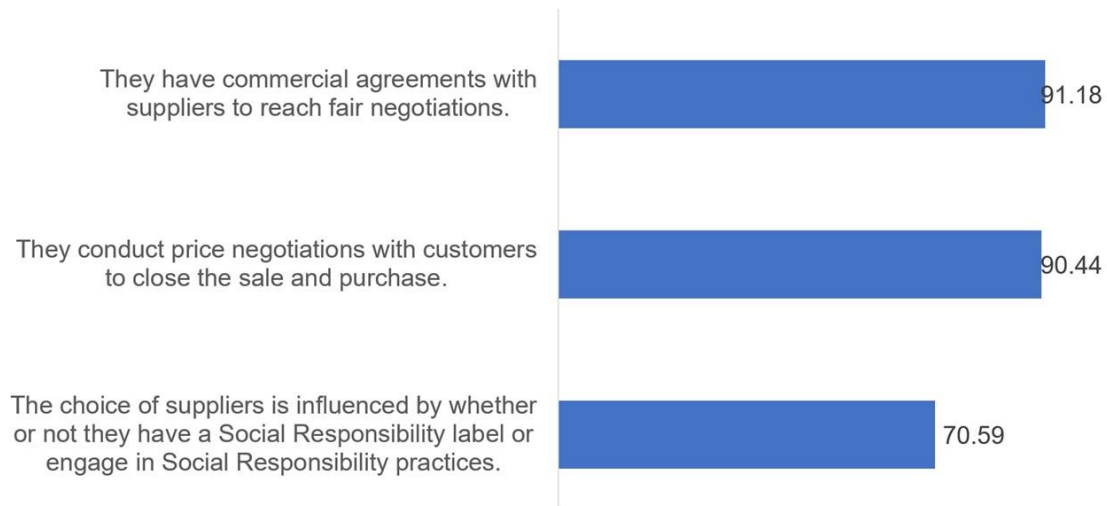 They have commercial agreements with
suppliers to reach fair negotiations.
91.18
They conduct price negotiations with customers
to close the sale and purchase.
90.44
The choice of suppliers is influenced by whether
or not they have a Social Responsibility label or
engage in Social Responsibility practices.
70.59